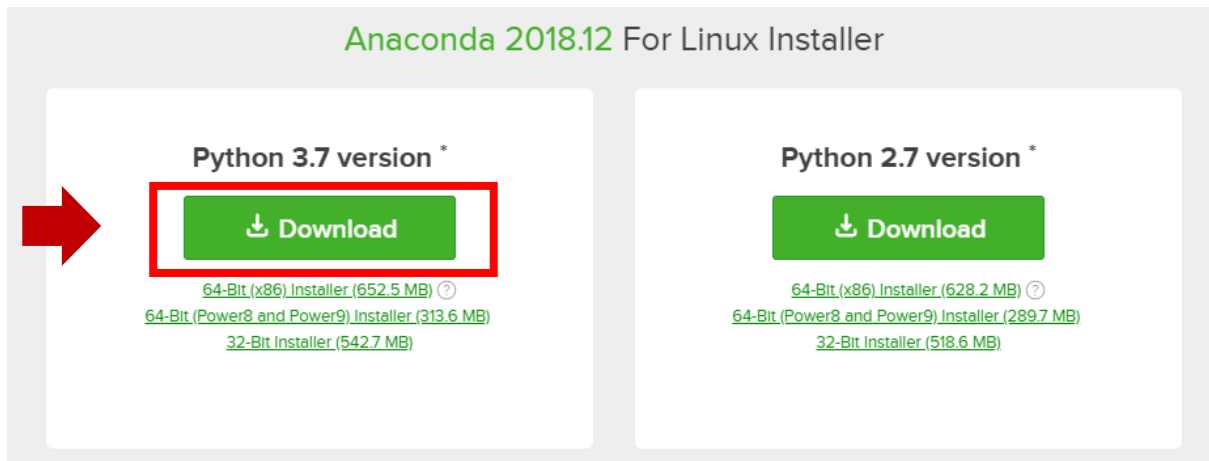 Anaconda 2018.12 For Linux Installer
Python 3.7 version *
Download
64-Bit (x86) Installer (652.5 MB) ?
64-Bit (Power8 and Power9) Installer (313.6 MB)
32-Bit Installer (542.7 MB)
Python 2.7 version *
Download
64-Bit (x86) Installer (628.2 MB) ?
64-Bit (Power8 and Power9) Installer (289.7 MB)
32-Bit Installer (518.6 MB)